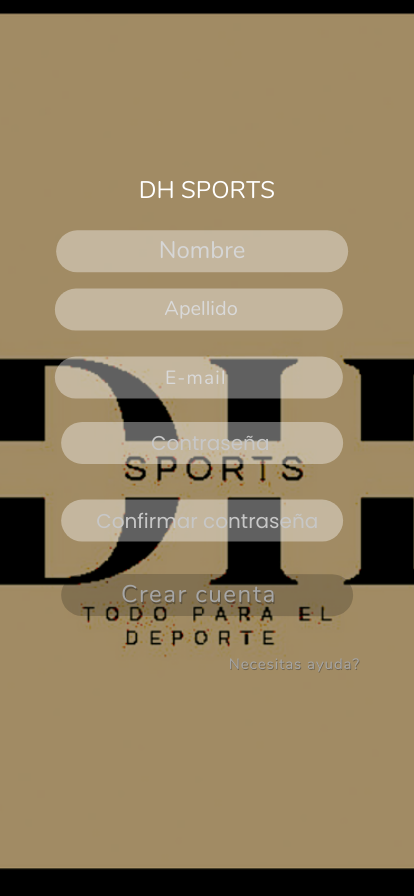 DH SPORTS
Nombre
Apellido
DH
E-mail
Contraseña
SPORTS
Confirmar contraseña
Crear cuenta
TODO PARA EL
DEPORTE
Necesitas ayuda?